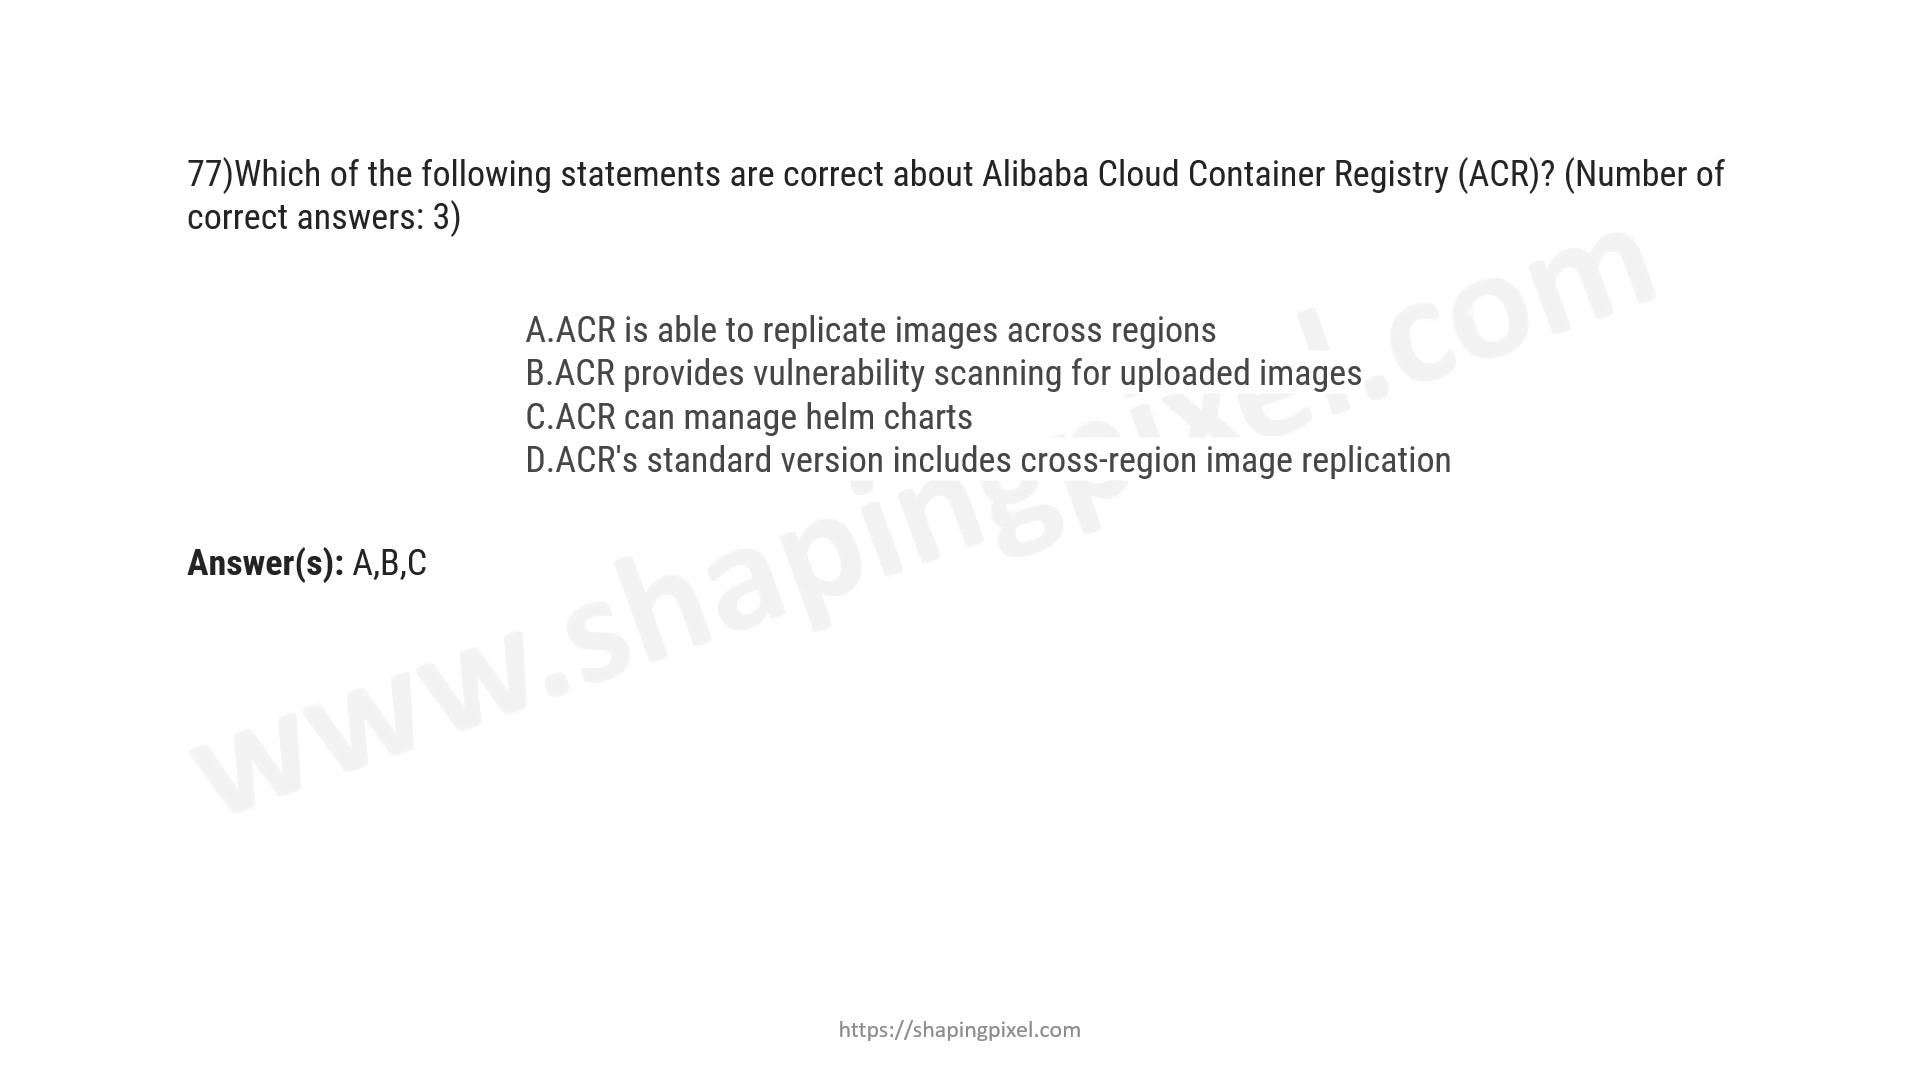 77)Which of the following statements are correct about Alibaba Cloud Container Registry (ACR)? (Number of
correct answers: 3)
A.ACR is able to replicate images across regions
B.ACR provides vulnerability scanning for uploaded images
C.ACR can manage helm charts
D.ACR's standard version includes cross-region image replication
Answer(s): A,B,C
www.shapingpixel.com
https://shapingpixel.com